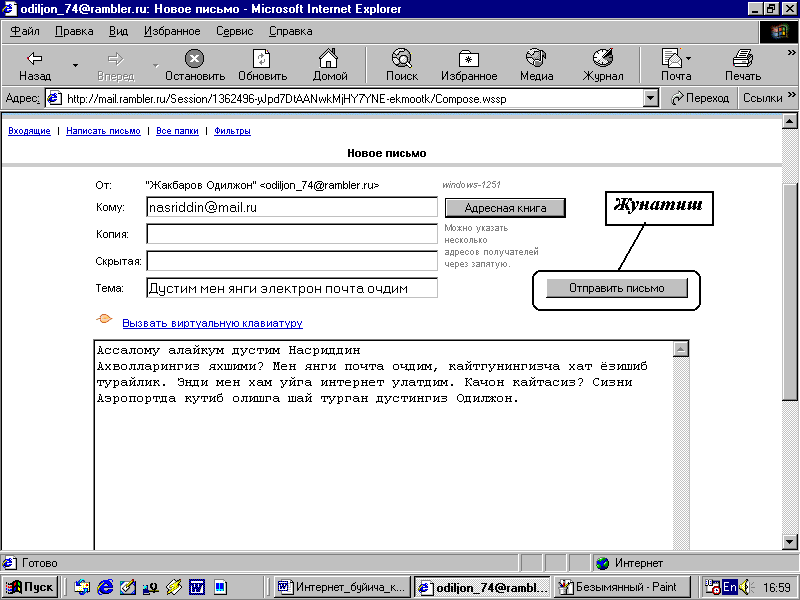 odiljon_74@rambler.ru: Новое письмо - Microsoft Internet Explorer
Файл Правка Вид Избранное Сервис Справка
Назад Вперед Остановить Обновить Домой Поиск Избранное Медиа Журнал Почта Печать »
Адрес: http://mail.rambler.ru/Session/1362496-yJpd7DtAANwkMjHY7YNE-ekmootk/Compose.wssp Переход Ссылки »
Входящие | Написать письмо | Все папки | Фильтры
Новое письмо
От: "Жакбаров Одилжон" <odiljon_74@rambler.ru> windows-1251
Кому: nasriddin@mail.ru Адресная книга
Жунатиш
Копия:
Можно указать
несколько
адресов получателей
через запятую.
Скрытая:
Тема: Дустим мен янги электрон почта очдим
Отправить письмо
Вызвать виртуальную клавиатуру
Ассалому алайкум дустим Насриддин
Ахволларингиз яхшими? Мен янги почта очдим, кайтгунингизча хат ёзишиб
турайлик. Энди мен хам уйга интернет улатдим. Качон кайтасиз? Сизни
Аэропортда кутиб олишга шай турган дустингиз Одилжон.
Готово Интернет
Пуск Интернет_буйича_к... odiljon_74@rambl... Безымянный - Paint En 16:59